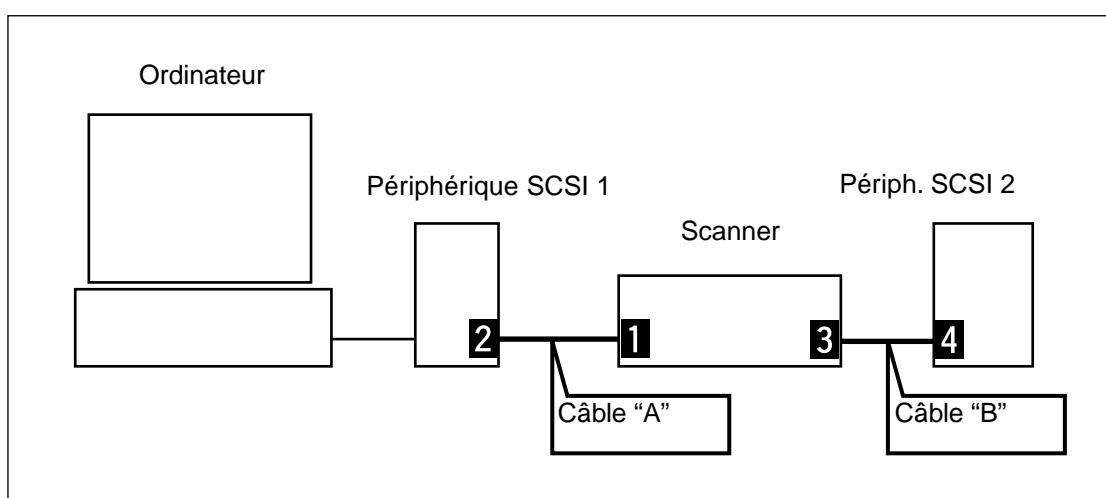 Ordinateur
Périphérique SCSI 1
Périph. SCSI 2
Scanner
2
1
3
4
Câble “A”
Câble “B”